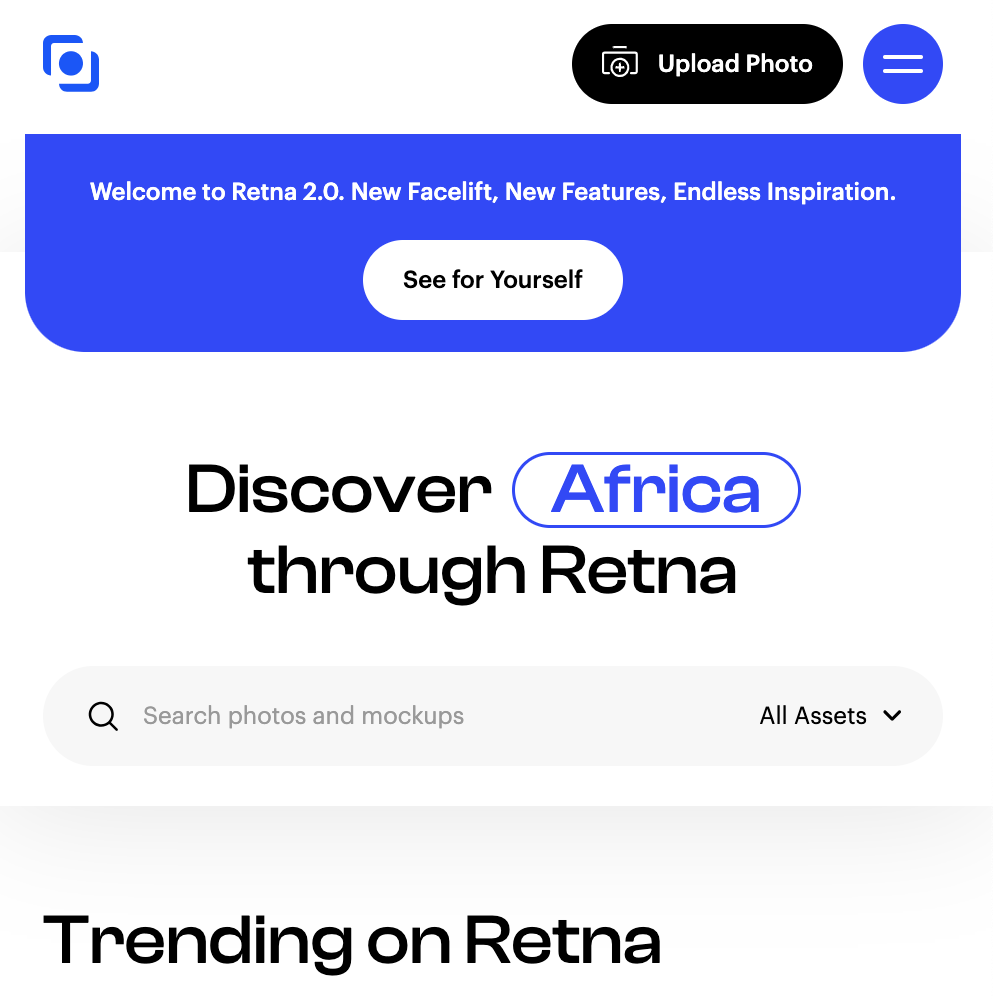 Upload Photo
Welcome to Retna 2.0. New Facelift, New Features, Endless Inspiration.
See for Yourself
Discover Africa
through Retna
Search photos and mockups
All Assets
Trending on Retna